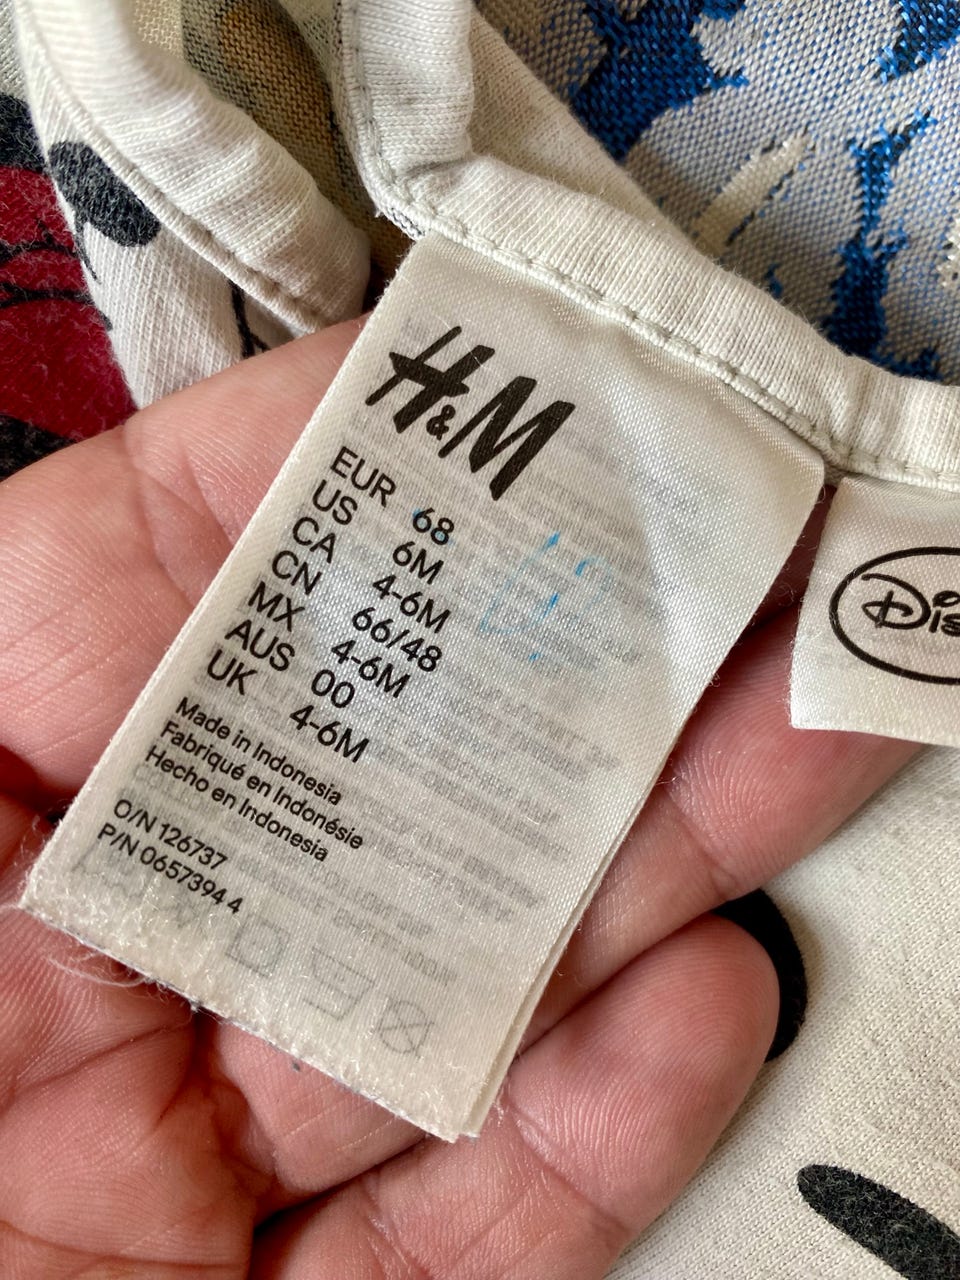 H&M
EUR 68
US 6M
CA 4-6M
CN 66/48
MX 4-6M
AUS 00
UK 4-6M
Made in Indonesia
Fabriqué en Indonésie
Hecho en Indonesia
O/N 126737
P/N 0657394 4